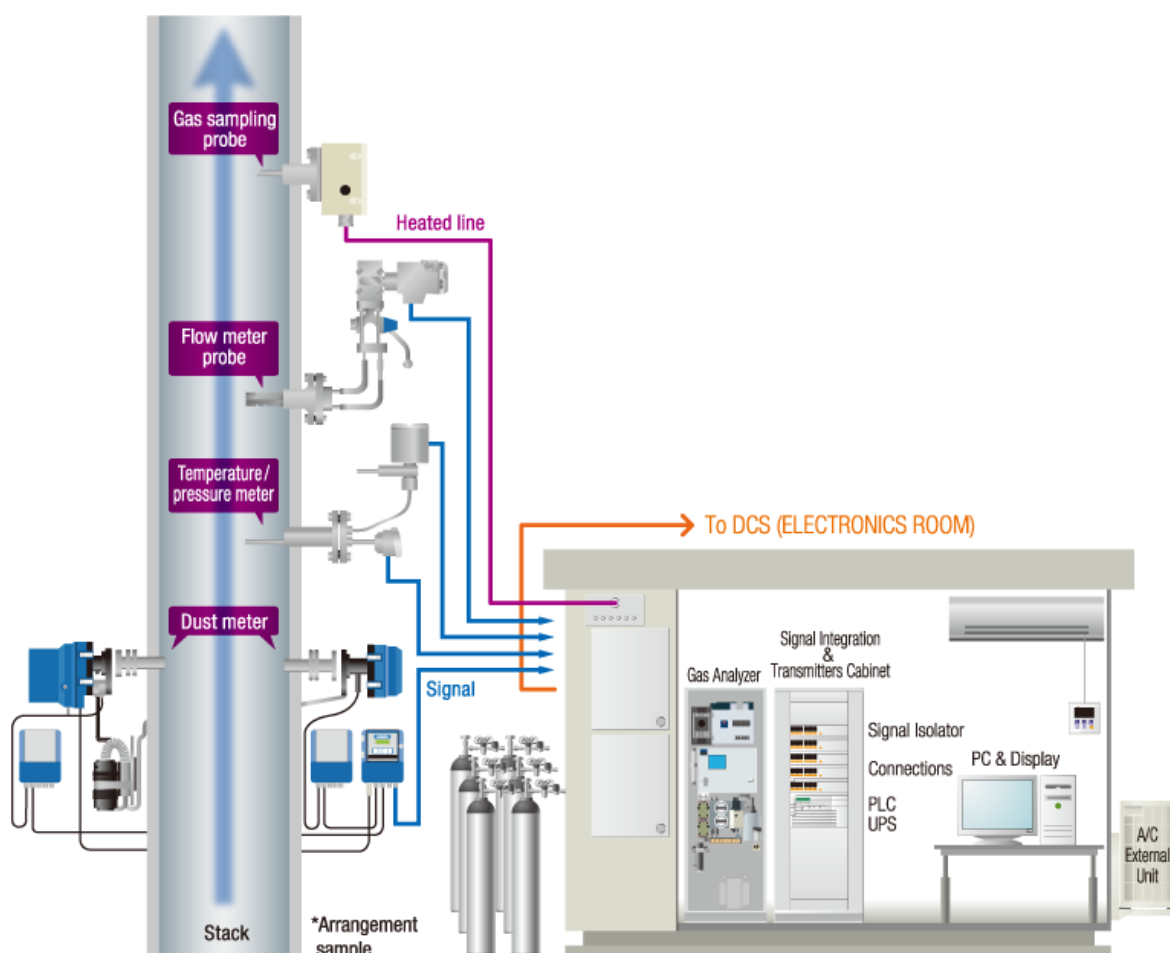 Gas sampling
probe
Heated line
Flow meter
probe
Temperature /
pressure meter
To DCS (ELECTRONICS ROOM)
Dust meter
Signal
Signal Integration
&
Transmitters Cabinet
Gas Analyzer
Signal Isolator
Connections
PC & Display
PLC
UPS
A/C
External
Unit
Stack
*Arrangement
sample